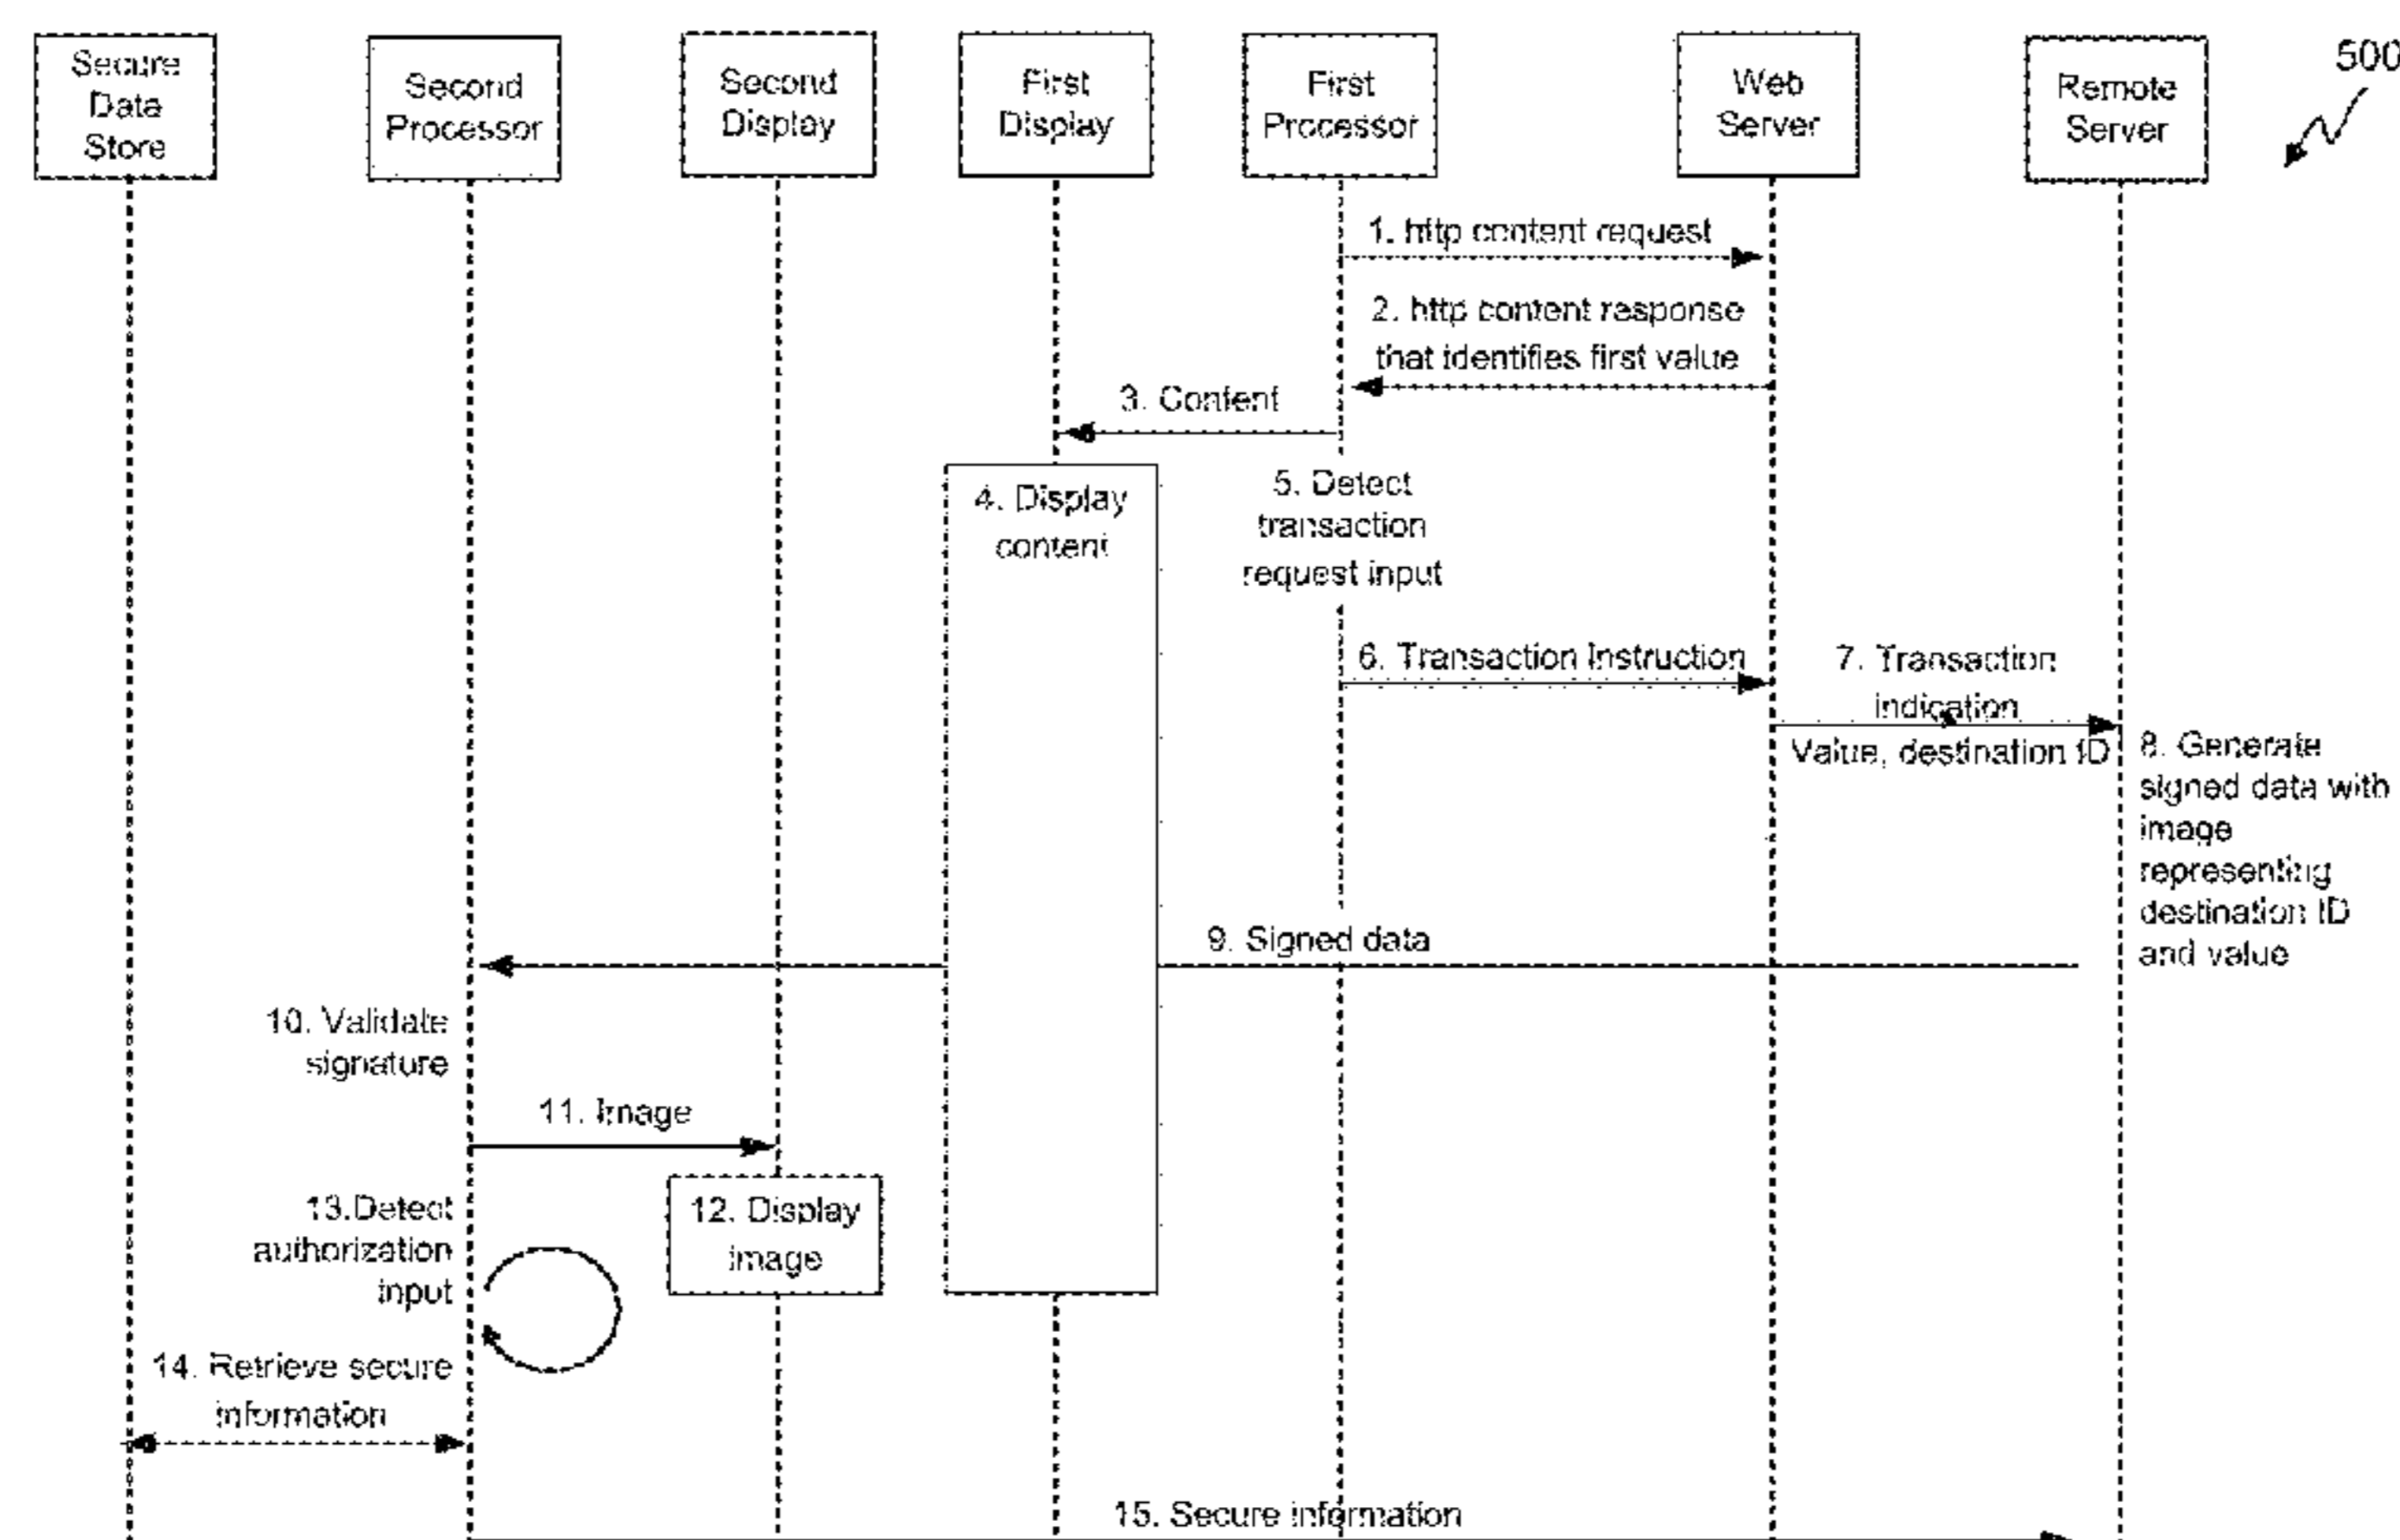 Secure
Data
Store
Second
Processor
Second
Display
First
Display
First
Processor
Web
Server
Remote
Server
500
1. http content request
2. http content response
that identifies first value
3. Content
4. Display
content
5. Detect
transaction
request input
6. Transaction Instruction
7. Transaction
indication
Value, destination ID
8. Generate
signed data with
image
representing
destination ID
and value
9. Signed data
10. Validate
signature
11. Image
12. Display
image
13.Detect
authorization
input
14. Retrieve secure
information
15. Secure information